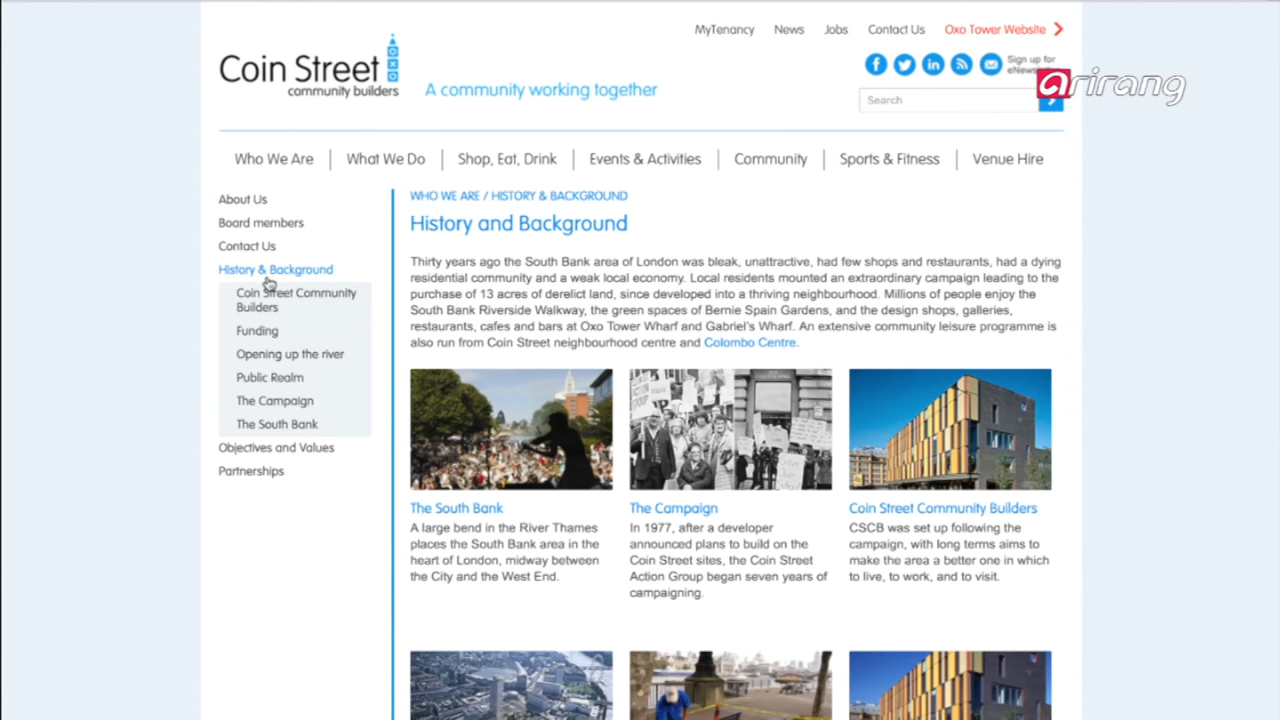 MyTenancy News Jobs Contact Us Oxo Tower Website
Coin Street
community builders
A community working together
Sign up for
arirang
Search
Who We Are What We Do Shop, Eat, Drink Events & Activities Community Sports & Fitness Venue Hire
About Us
Board members
Contact Us
History & Background
Coin Street Community
Builders
Funding
Opening up the river
Public Realm
The Campaign
The South Bank
Objectives and Values
Partnerships
WHO WE ARE / HISTORY & BACKGROUND
History and Background
Thirty years ago the South Bank area of London was bleak, unattractive, had few shops and restaurants, had a dying
residential community and a weak local economy. Local residents mounted an extraordinary campaign leading to the
purchase of 13 acres of derelict land, since developed into a thriving neighbourhood. Millions of people enjoy the
South Bank Riverside Walkway, the green spaces of Bernie Spain Gardens, and the design shops, galleries,
restaurants, cafes and bars at Oxo Tower Wharf and Gabriel's Wharf. An extensive community leisure programme is
also run from Coin Street neighbourhood centre and Colombo Centre.
The South Bank
A large bend in the River Thames
places the South Bank area in the
heart of London, midway between
the City and the West End.
The Campaign
In 1977, after a developer
announced plans to build on the
Coin Street sites, the Coin Street
Action Group began seven years of
campaigning.
Coin Street Community Builders
CSCB was set up following the
campaign, with long terms aims to
make the area a better one in which
to live, to work, and to visit.